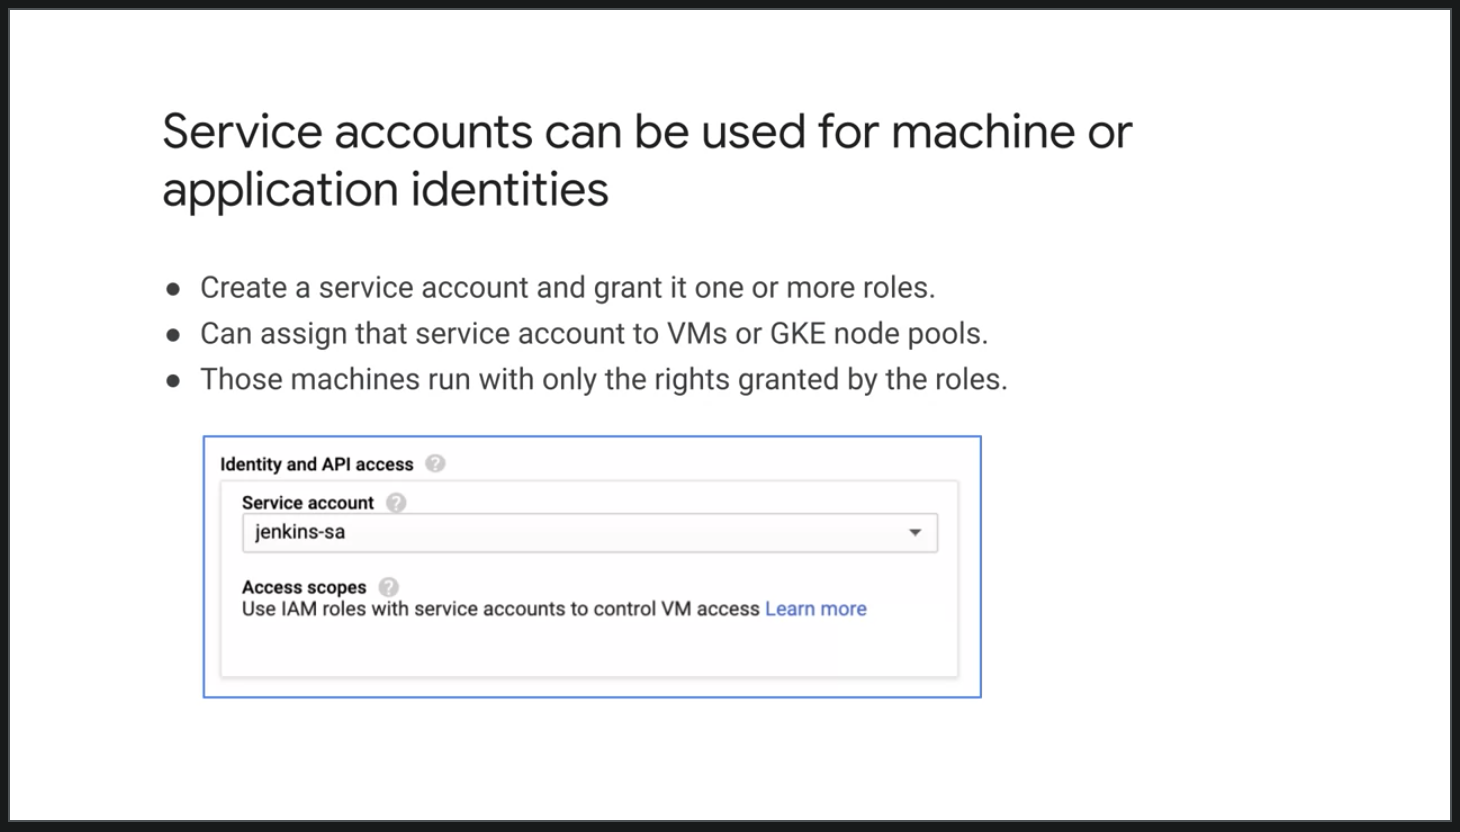 Service accounts can be used for machine or
application identities
● Create a service account and grant it one or more roles.
● Can assign that service account to VMs or GKE node pools.
● Those machines run with only the rights granted by the roles.
Identity and API access ?
Service account ?
jenkins-sa
Access scopes ?
Use IAM roles with service accounts to control VM access Learn more